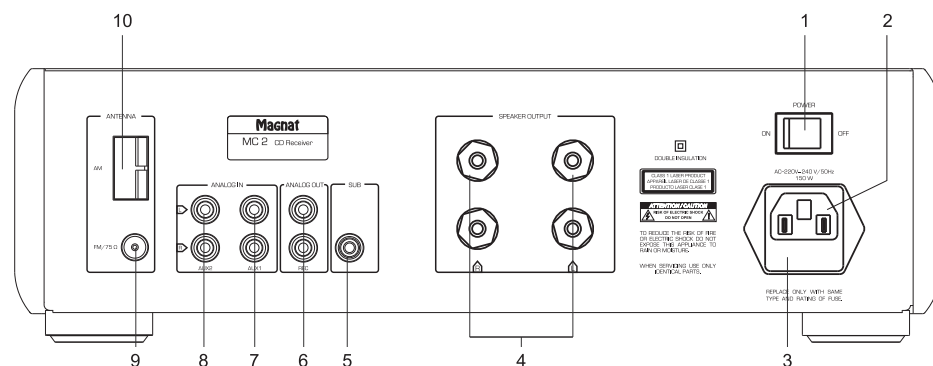 10
1
2
ANTENNA
AM
FM/75 Ω
Magnat
MC 2 CD Receiver
ANALOG IN
ANALOG OUT
SUB
L
R
AUX2
AUX1
REC
SPEAKER OUTPUT
R
L
DOUBLE INSULATION
CLASS 1 LASER PRODUCT
APPAREIL LASER DE CLASSE 1
PRODUCTO LASER CLASE 1
ATTENTION/CAUTION
RISK OF ELECTRIC SHOCK
DO NOT OPEN
TO REDUCE THE RISK OF FIRE
OR ELECTRIC SHOCK DO NOT
EXPOSE THIS APPLIANCE TO
RAIN OR MOISTURE.
WHEN SERVICING USE ONLY
IDENTICAL PARTS.
POWER
ON
OFF
AC~220V–240 V/50Hz
150 W
REPLACE ONLY WITH SAME
TYPE AND RATING OF FUSE.
9
8
7
6
5
4
3